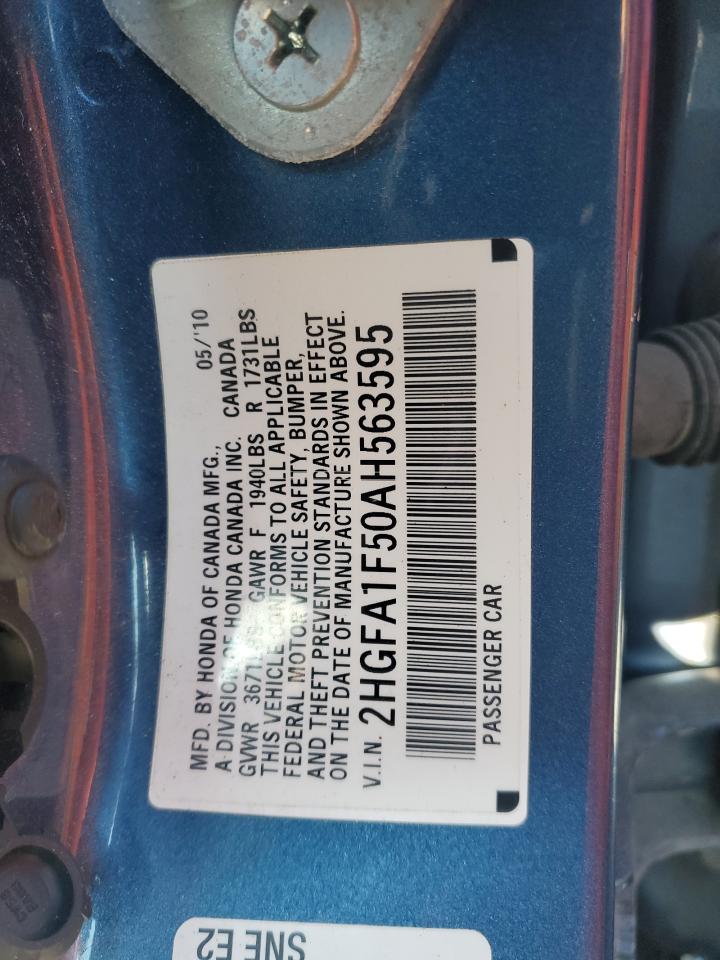 MFD. BY HONDA OF CANADA MFG., 05/'10
A DIVISION OF HONDA CANADA INC. CANADA
GVWR 3671LBS GAWR F 1940LBS R 1731LBS
THIS VEHICLE CONFORMS TO ALL APPLICABLE
FEDERAL MOTOR VEHICLE SAFETY, BUMPER,
AND THEFT PREVENTION STANDARDS IN EFFECT
ON THE DATE OF MANUFACTURE SHOWN ABOVE.
V.I.N. 2HGFA1F50AH563595
PASSENGER CAR
SNE E2